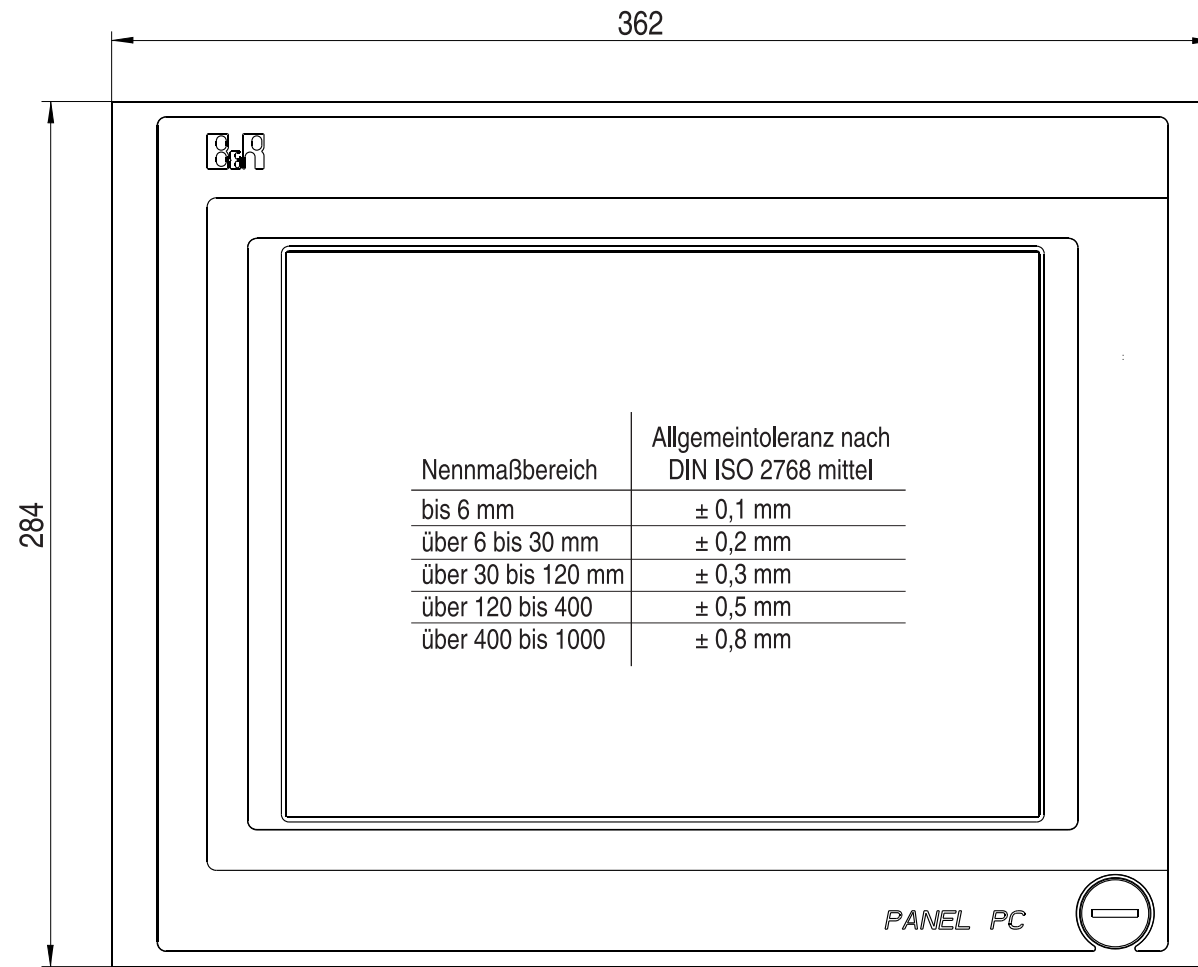 362
284
B&R
Allgemeintoleranz nach
Nennmaßbereich DIN ISO 2768 mittel
bis 6 mm ± 0,1 mm
über 6 bis 30 mm ± 0,2 mm
über 30 bis 120 mm ± 0,3 mm
über 120 bis 400 ± 0,5 mm
über 400 bis 1000 ± 0,8 mm
PANEL PC